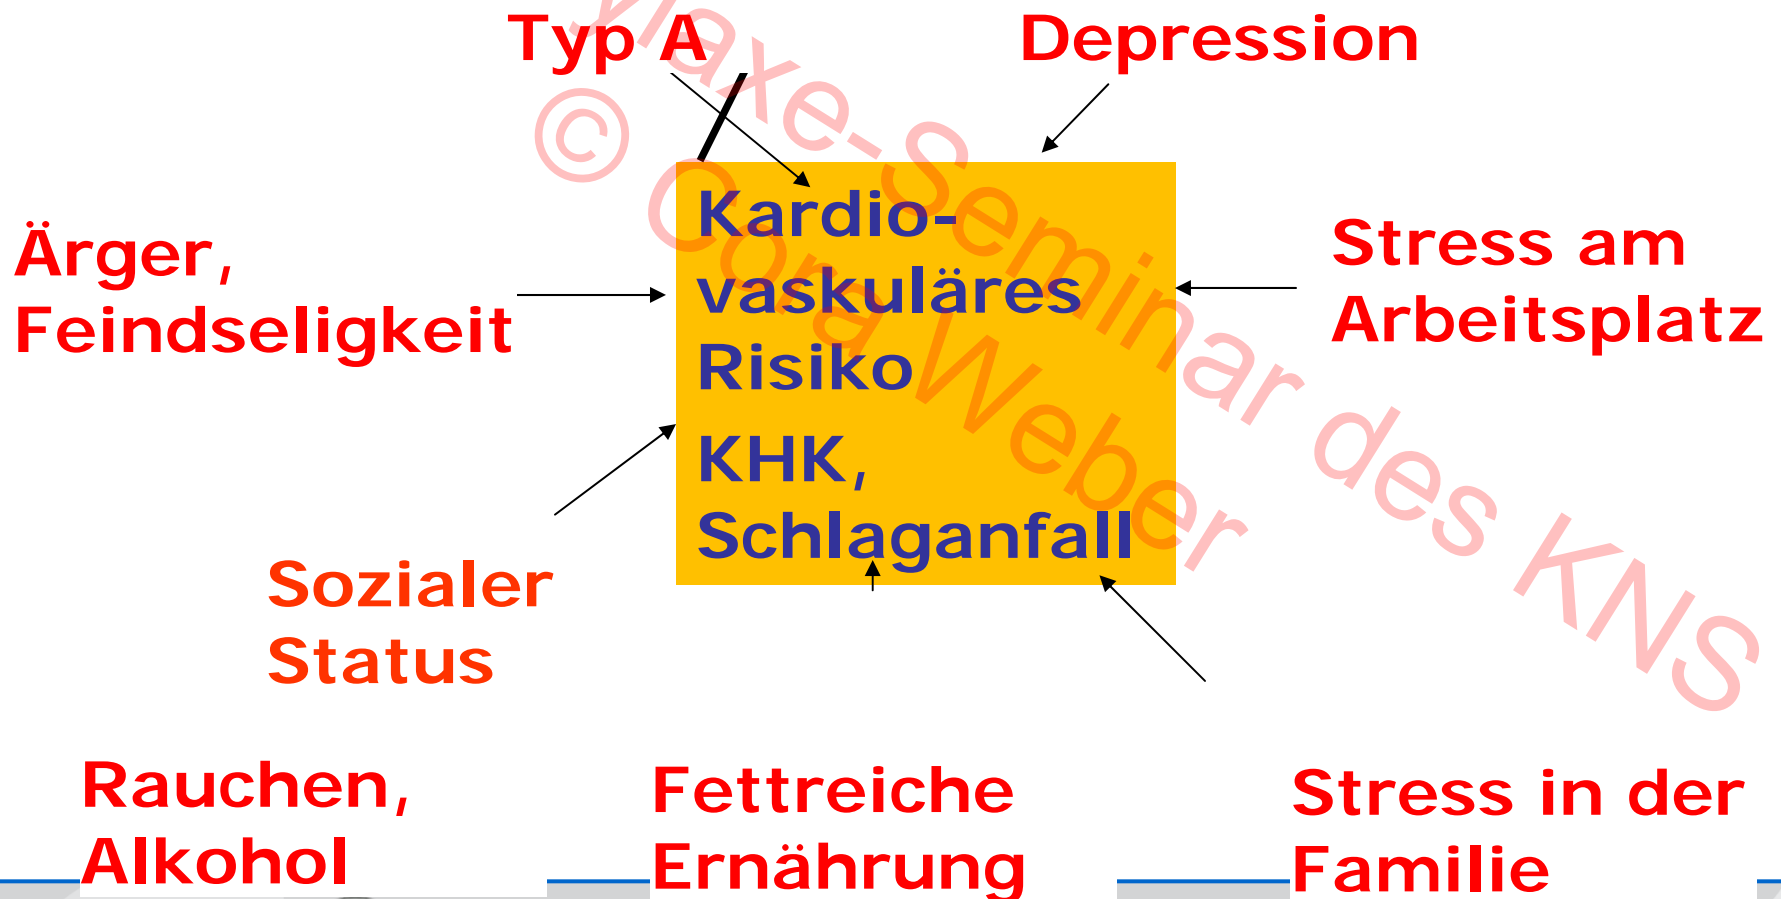 Typ A
Depression
Ärger,
Feindseligkeit
Kardio-
vaskuläres
Risiko
KHK,
Schlaganfall
Stress am
Arbeitsplatz
Sozialer
Status
Rauchen,
Alkohol
Fettreiche
Ernährung
Stress in der
Familie
ylaxe-Seminar des KNS
© Cora Weber